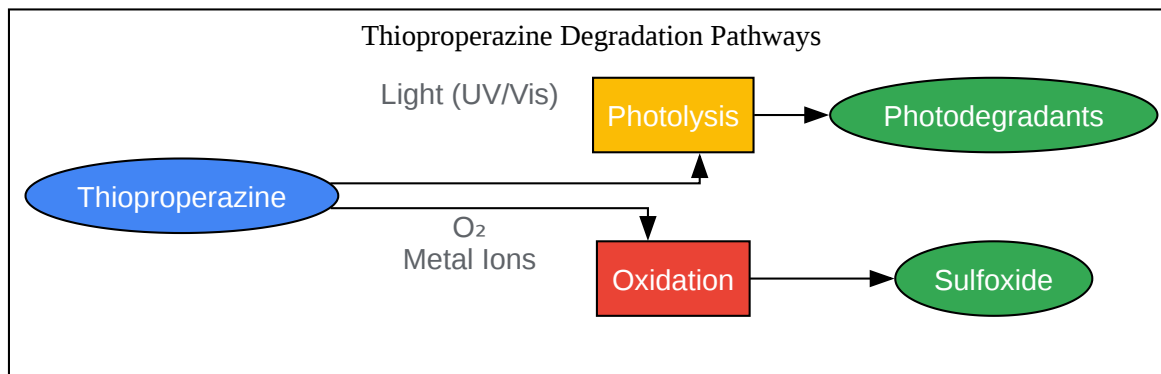 Thioproperazine Degradation Pathways
Light (UV/Vis)
Photolysis
Photodegradants
Thioproperazine
O₂
Metal Ions
Oxidation
Sulfoxide